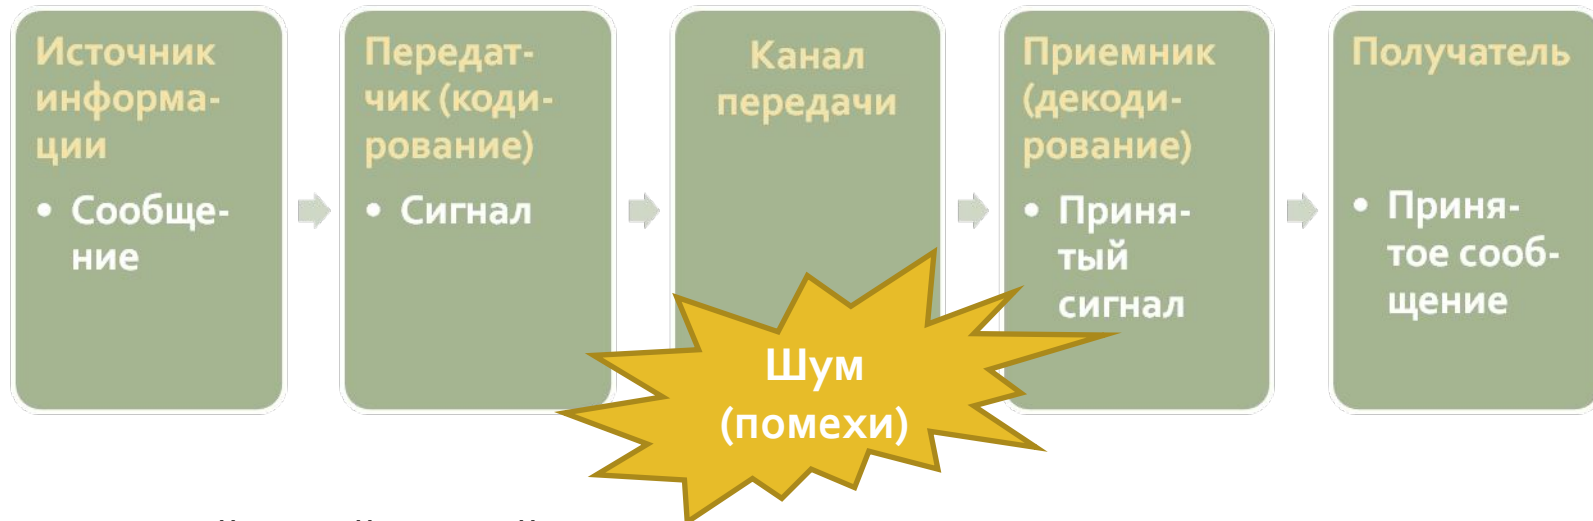 Источник
информа-
ции
• Сообще-
ние
Передат-
чик (коди-
рование)
• Сигнал
Канал
передачи
Приемник
(декоди-
рование)
• Приня-
тый
сигнал
Получатель
• Приня-
тое сооб-
щение
Шум
(помехи)